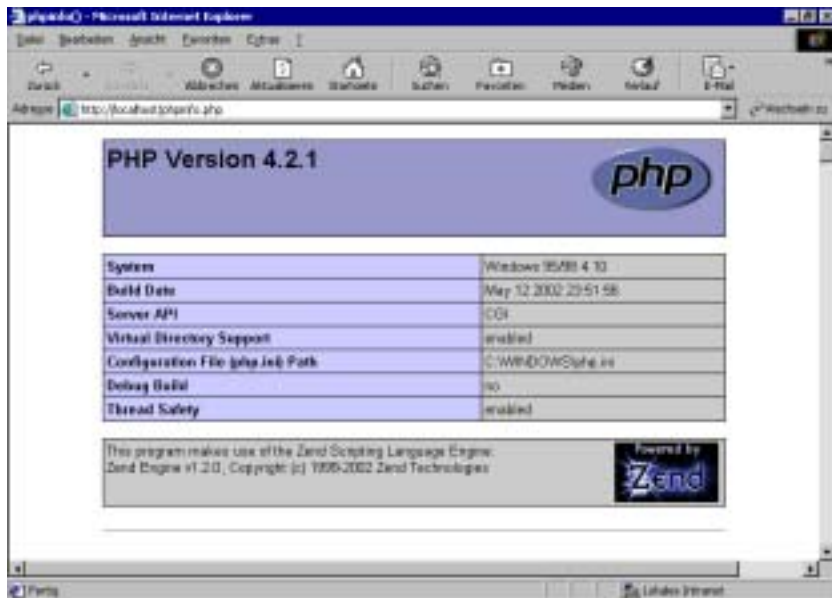 phpinfo() - Microsoft Internet Explorer
Datei Bearbeiten Ansicht Favoriten Extras ?
Zurück Abbrechen Aktualisieren Startseite Suchen Favoriten Medien Verlauf E-Mail
Adresse http://localhost/phpinfo.php Wechseln zu
PHP Version 4.2.1
php
System Windows 95/98 4.10
Build Date May 12 2002 23:51:56
Server API CGI
Virtual Directory Support enabled
Configuration File (php.ini) Path C:\WINDOWS\php.ini
Debug Build no
Thread Safety enabled
This program makes use of the Zend Scripting Language Engine:
Zend Engine v1.2.0, Copyright (c) 1998-2002 Zend Technologies
Powered by
Zend
Fertig Lokales Intranet